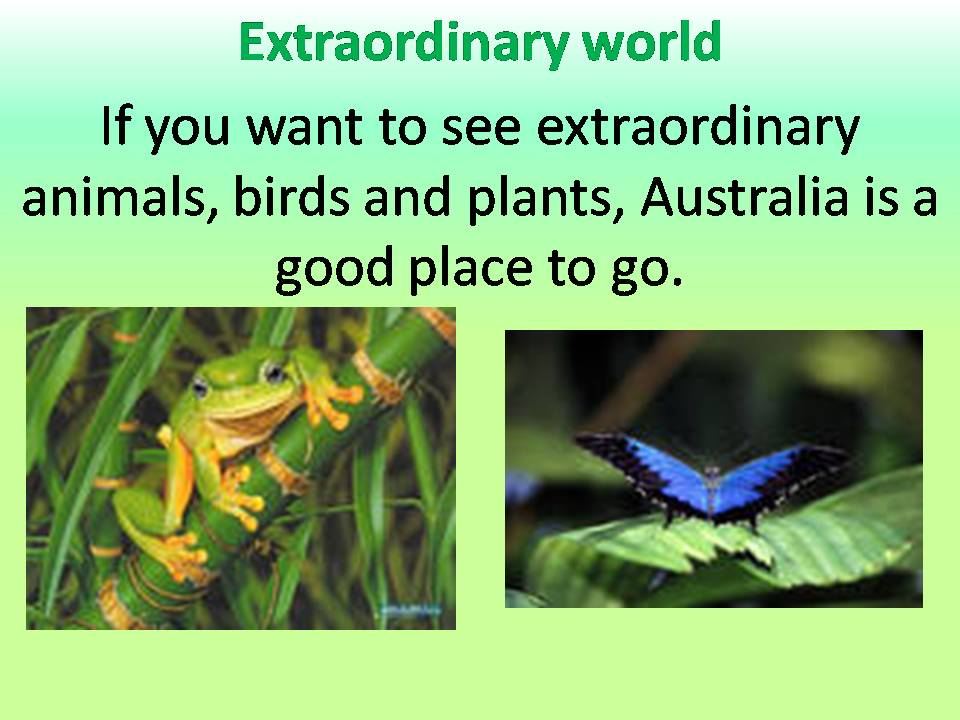 Extraordinary world
If you want to see extraordinary
animals, birds and plants, Australia is a
good place to go.